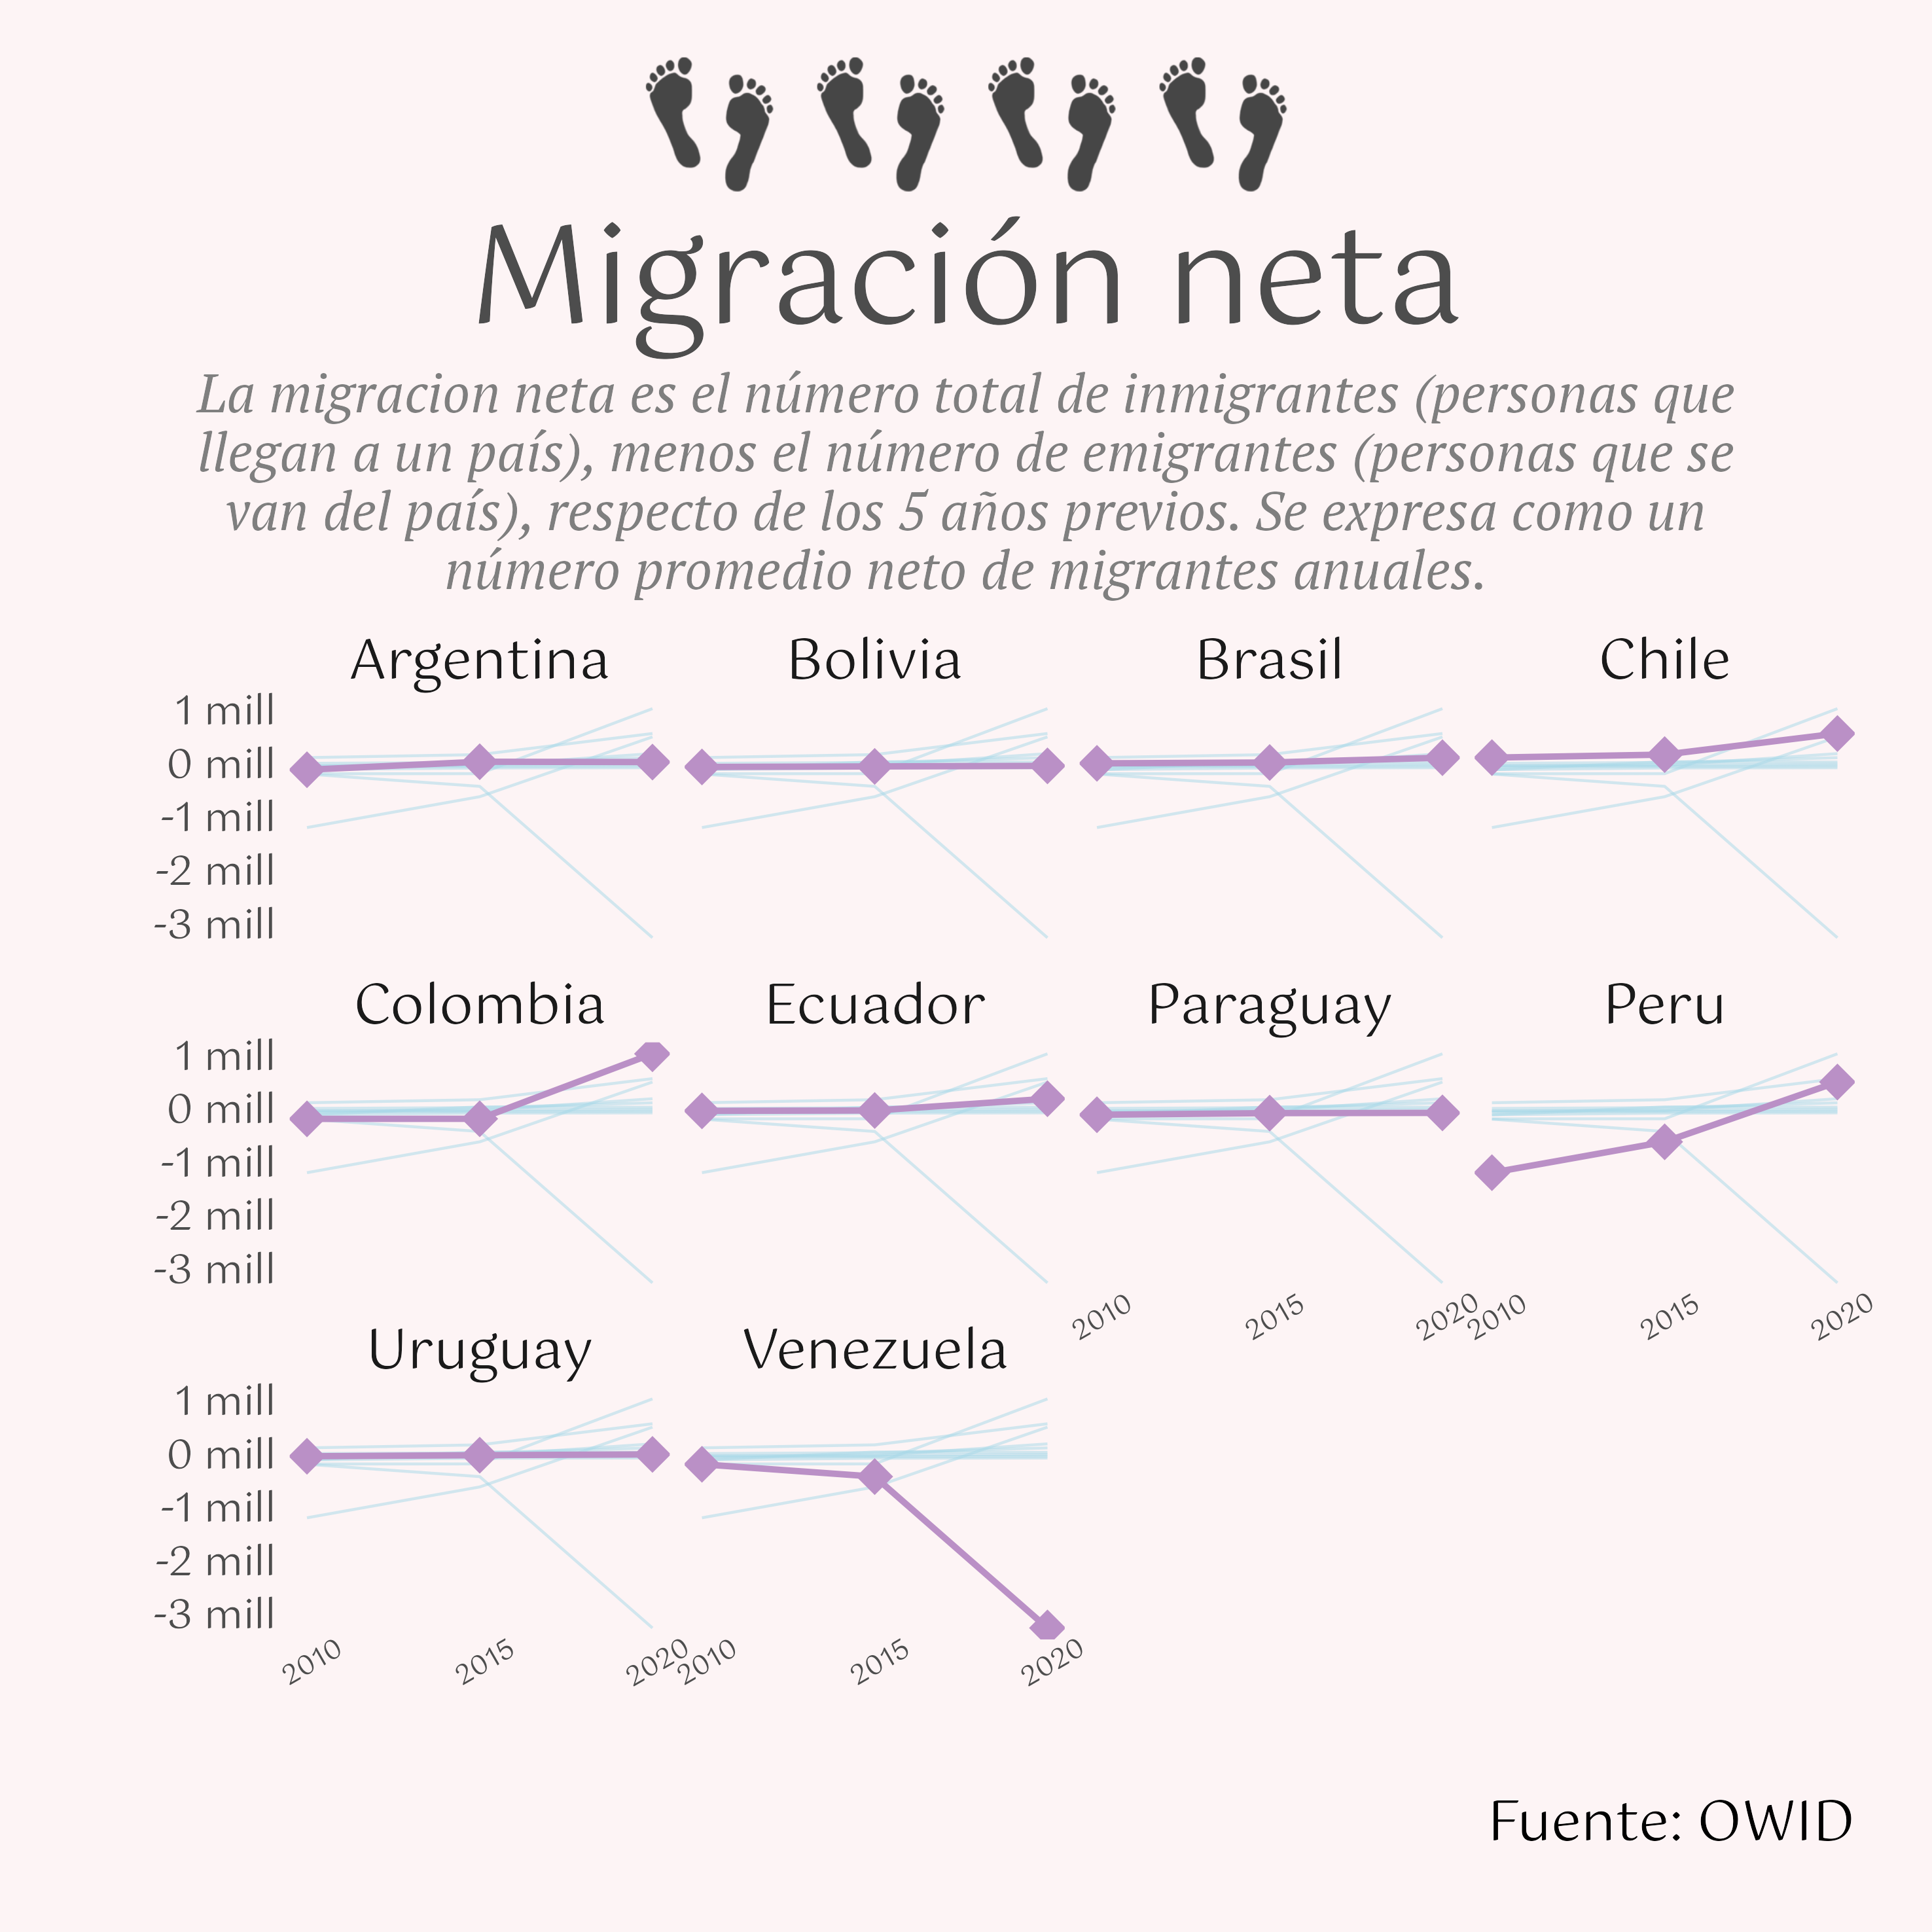 Migración neta
La migracion neta es el número total de inmigrantes (personas que
llegan a un país), menos el número de emigrantes (personas que se
van del país), respecto de los 5 años previos. Se expresa como un
número promedio neto de migrantes anuales.
Argentina
Bolivia
Brasil
Chile
1 mill
0 mill
-1 mill
-2 mill
-3 mill
Colombia
Ecuador
Paraguay
Peru
1 mill
0 mill
-1 mill
-2 mill
-3 mill
2010
2015
2020
2010
2015
2020
Uruguay
Venezuela
1 mill
0 mill
-1 mill
-2 mill
-3 mill
2010
2015
2020
2010
2015
2020
Fuente: OWID